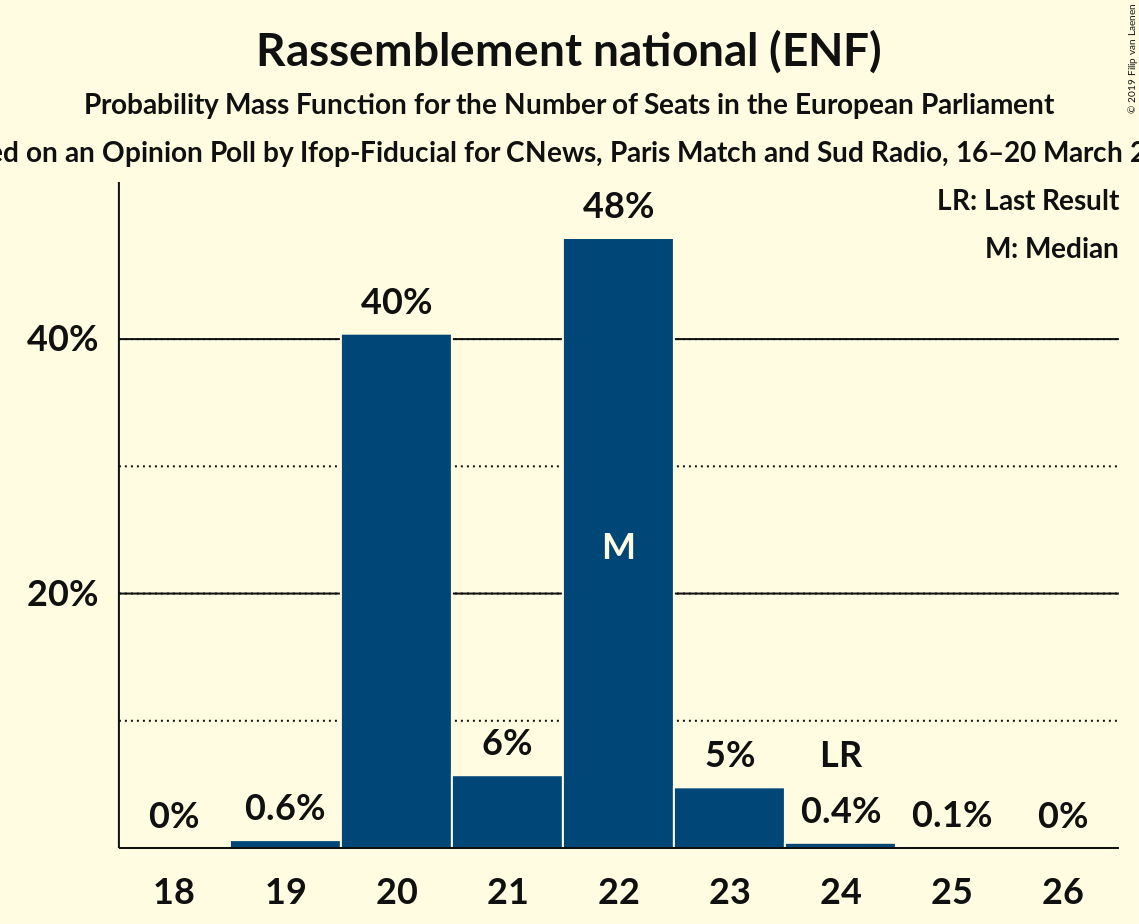 Rassemblement national (ENF)
Probability Mass Function for the Number of Seats in the European Parliament
on an Opinion Poll by Ifop-Fiducial for CNews, Paris Match and Sud Radio, 16–20 March
© 2019 Filip van Laenen
LR: Last Result
M: Median
48%
40%
40%
M
20%
6%
5%
LR
0%
0.6%
0.4%
0.1%
0%
18 19 20 21 22 23 24 25 26